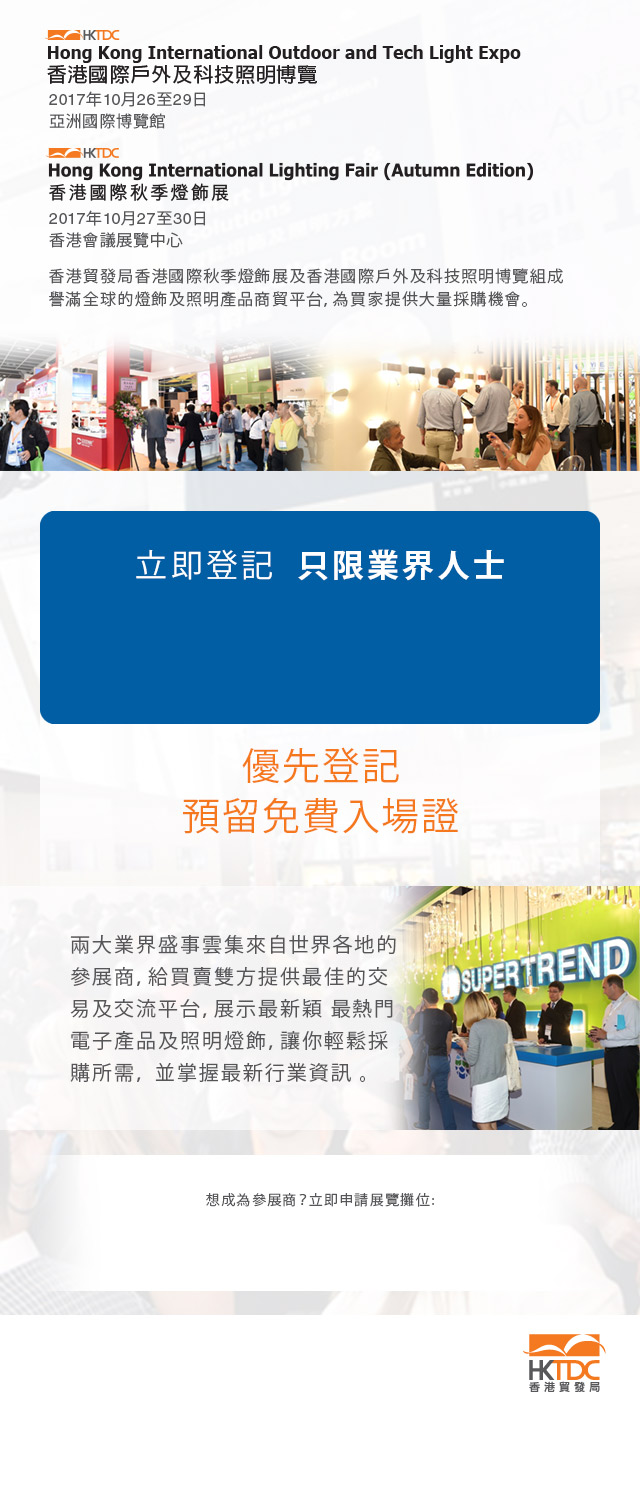 HKTDC
Hong Kong International Outdoor and Tech Light Expo
香港國際戶外及科技照明博覽
2017年10月26至29日
亞洲國際博覽館
HKTDC
Hong Kong International Lighting Fair (Autumn Edition)
香港國際秋季燈飾展
2017年10月27至30日
香港會議展覽中心
香港貿發局香港國際秋季燈飾展及香港國際戶外及科技照明博覽組成
譽滿全球的燈飾及照明產品商貿平台, 為買家提供大量採購機會。
立即登記 只限業界人士
優先登記
預留免費入場證
兩大業界盛事雲集來自世界各地的
參展商, 給買賣雙方提供最佳的交
易及交流平台, 展示最新穎 最熱門
電子產品及照明燈飾, 讓你輕鬆採
購所需, 並掌握最新行業資訊 。
SUPERTREND
想成為參展商?立即申請展覽攤位:
HKTDC
香港貿發局